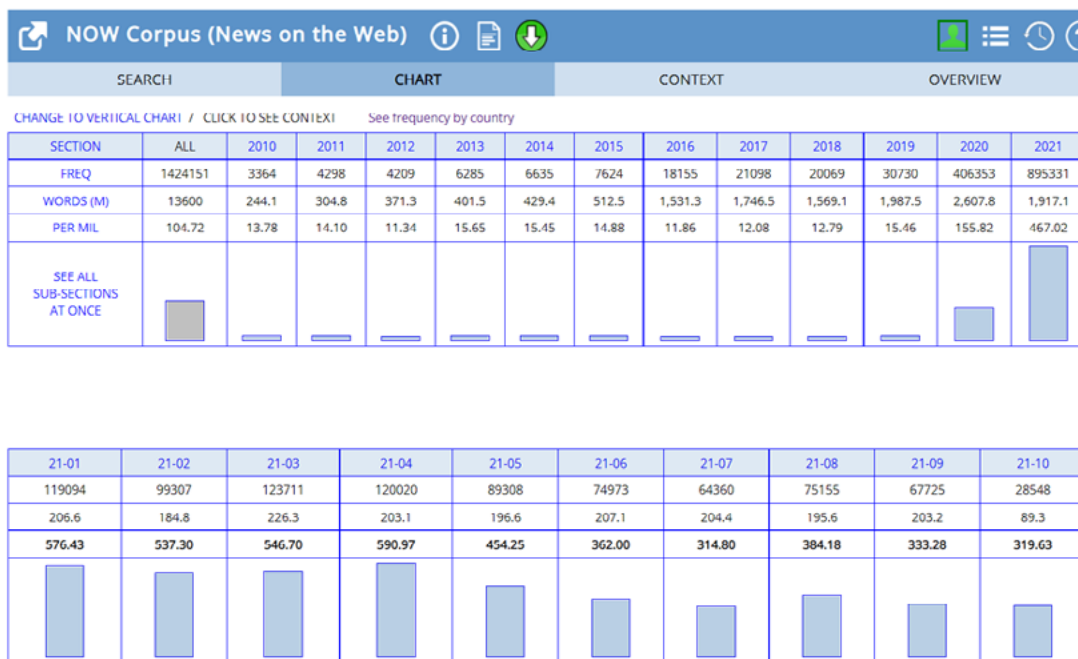 NOW Corpus (News on the Web)
SEARCH CHART CONTEXT OVERVIEW
CHANGE TO VERTICAL CHART / CLICK TO SEE CONTEXT See frequency by country
SECTION ALL 2010 2011 2012 2013 2014 2015 2016 2017 2018 2019 2020 2021
FREQ 1424151 3364 4298 4209 6285 6635 7624 18155 21098 20069 30730 406353 895331
WORDS (M) 13600 244.1 304.8 371.3 401.5 429.4 512.5 1,531.3 1,746.5 1,569.1 1,987.5 2,607.8 1,917.1
PER MIL 104.72 13.78 14.10 11.34 15.65 15.45 14.88 11.86 12.08 12.79 15.46 155.82 467.02
SEE ALL
SUB-SECTIONS
AT ONCE
21-01 21-02 21-03 21-04 21-05 21-06 21-07 21-08 21-09 21-10
119094 99307 123711 120020 89308 74973 64360 75155 67725 28548
206.6 184.8 226.3 203.1 196.6 207.1 204.4 195.6 203.2 89.3
576.43 537.30 546.70 590.97 454.25 362.00 314.80 384.18 333.28 319.63